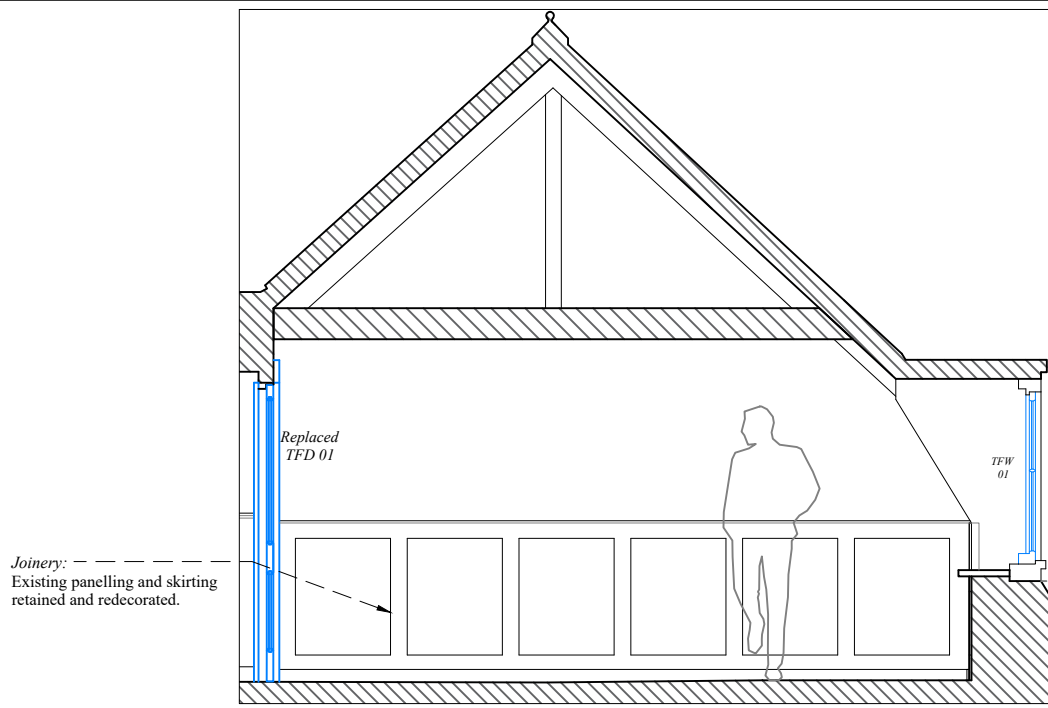 Replaced
TFD 01
TFW
01
Joinery:
Existing panelling and skirting
retained and redecorated.